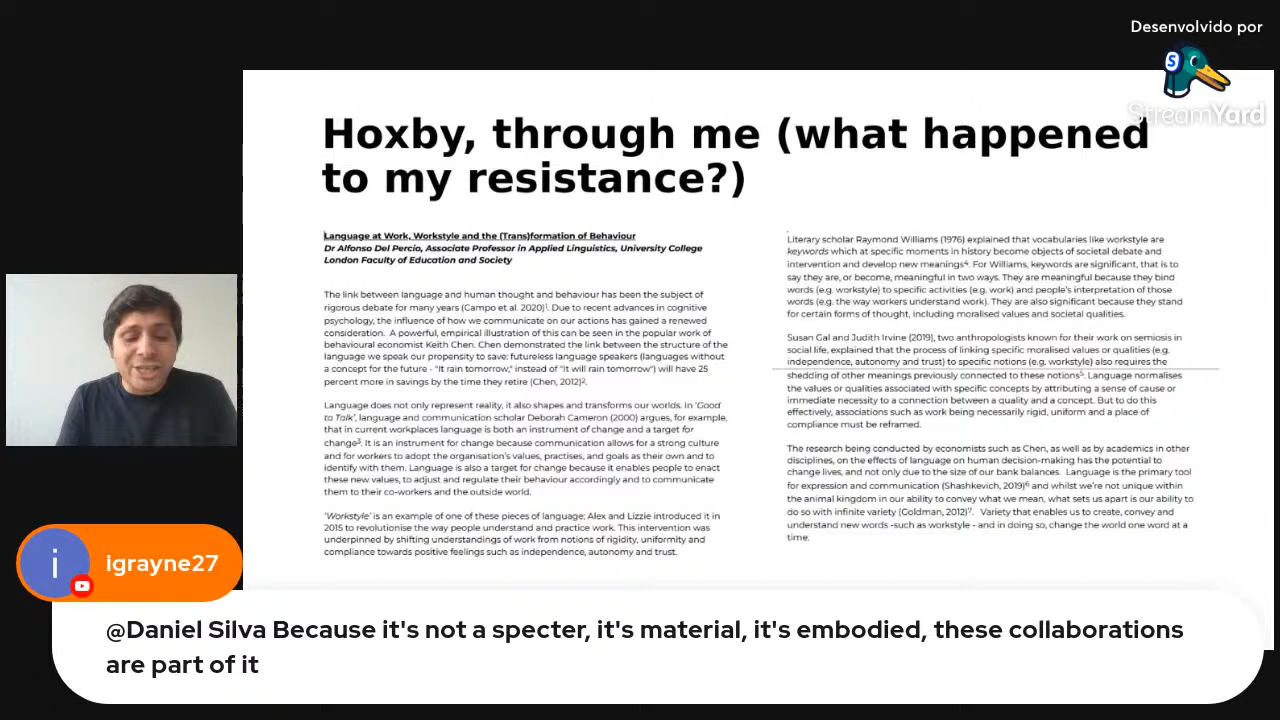 Desenvolvido por
StreamYard
Hoxby, through me (what happened
to my resistance?)
Language at Work, Workstyle and the (Trans)formation of Behaviour
Dr Alfonso Del Percio, Associate Professor in Applied Linguistics, University College
London Faculty of Education and Society
The link between language and human thought and behaviour has been the subject of
rigorous debate for many years (Campo et al. 2020)¹. Due to recent advances in cognitive
psychology, the influence of how we communicate on our actions has gained a renewed
consideration. A powerful, empirical illustration of this can be seen in the popular work of
behavioural economist Keith Chen. Chen demonstrated the link between the structure of the
language we speak our propensity to save: futureless language speakers (languages without
a concept for the future - "It rain tomorrow," instead of "It will rain tomorrow") will have 25
percent more in savings by the time they retire (Chen, 2012)².
Language does not only represent reality, it also shapes and transforms our worlds. In 'Good
to Talk', language and communication scholar Deborah Cameron (2000) argues, for example,
that in current workplaces language is both an instrument of change and a target for
change³. It is an instrument for change because communication allows for a strong culture
and for workers to adopt the organisation's values, practises, and goals as their own and to
identify with them. Language is also a target for change because it enables people to enact
these new values, to adjust and regulate their behaviour accordingly and to communicate
them to their co-workers and the outside world.
'Workstyle' is an example of one of these pieces of language; Alex and Lizzie introduced it in
2015 to revolutionise the way people understand and practice work. This intervention was
underpinned by shifting understandings of work from notions of rigidity, uniformity and
compliance towards positive feelings such as independence, autonomy and trust.
Literary scholar Raymond Williams (1976) explained that vocabularies like workstyle are
keywords which at specific moments in history become objects of societal debate and
intervention and develop new meanings⁴. For Williams, keywords are significant, that is to
say they are, or become, meaningful in two ways. They are meaningful because they bind
words (e.g. workstyle) to specific activities (e.g. work) and people's interpretation of those
words (e.g. the way workers understand work). They are also significant because they stand
for certain forms of thought, including moralised values and societal qualities.
Susan Gal and Judith Irvine (2019), two anthropologists known for their work on semiosis in
social life, explained that the process of linking specific moralised values or qualities (e.g.
independence, autonomy and trust) to specific notions (e.g. workstyle) also requires the
shedding of other meanings previously connected to these notions⁵. Language normalises
the values or qualities associated with specific concepts by attributing a sense of cause or
immediate necessity to a connection between a quality and a concept. But to do this
effectively, associations such as work being necessarily rigid, uniform and a place of
compliance must be reframed.
The research being conducted by economists such as Chen, as well as by academics in other
disciplines, on the effects of language on human decision-making has the potential to
change lives, and not only due to the size of our bank balances. Language is the primary tool
for expression and communication (Shashkevich, 2019)⁶ and whilst we're not unique within
the animal kingdom in our ability to convey what we mean, what sets us apart is our ability to
do so with infinite variety (Goldman, 2012)⁷. Variety that enables us to create, convey and
understand new words -such as workstyle - and in doing so, change the world one word at a
time.
i
igrayne27
@Daniel Silva Because it's not a specter, it's material, it's embodied, these collaborations
are part of it